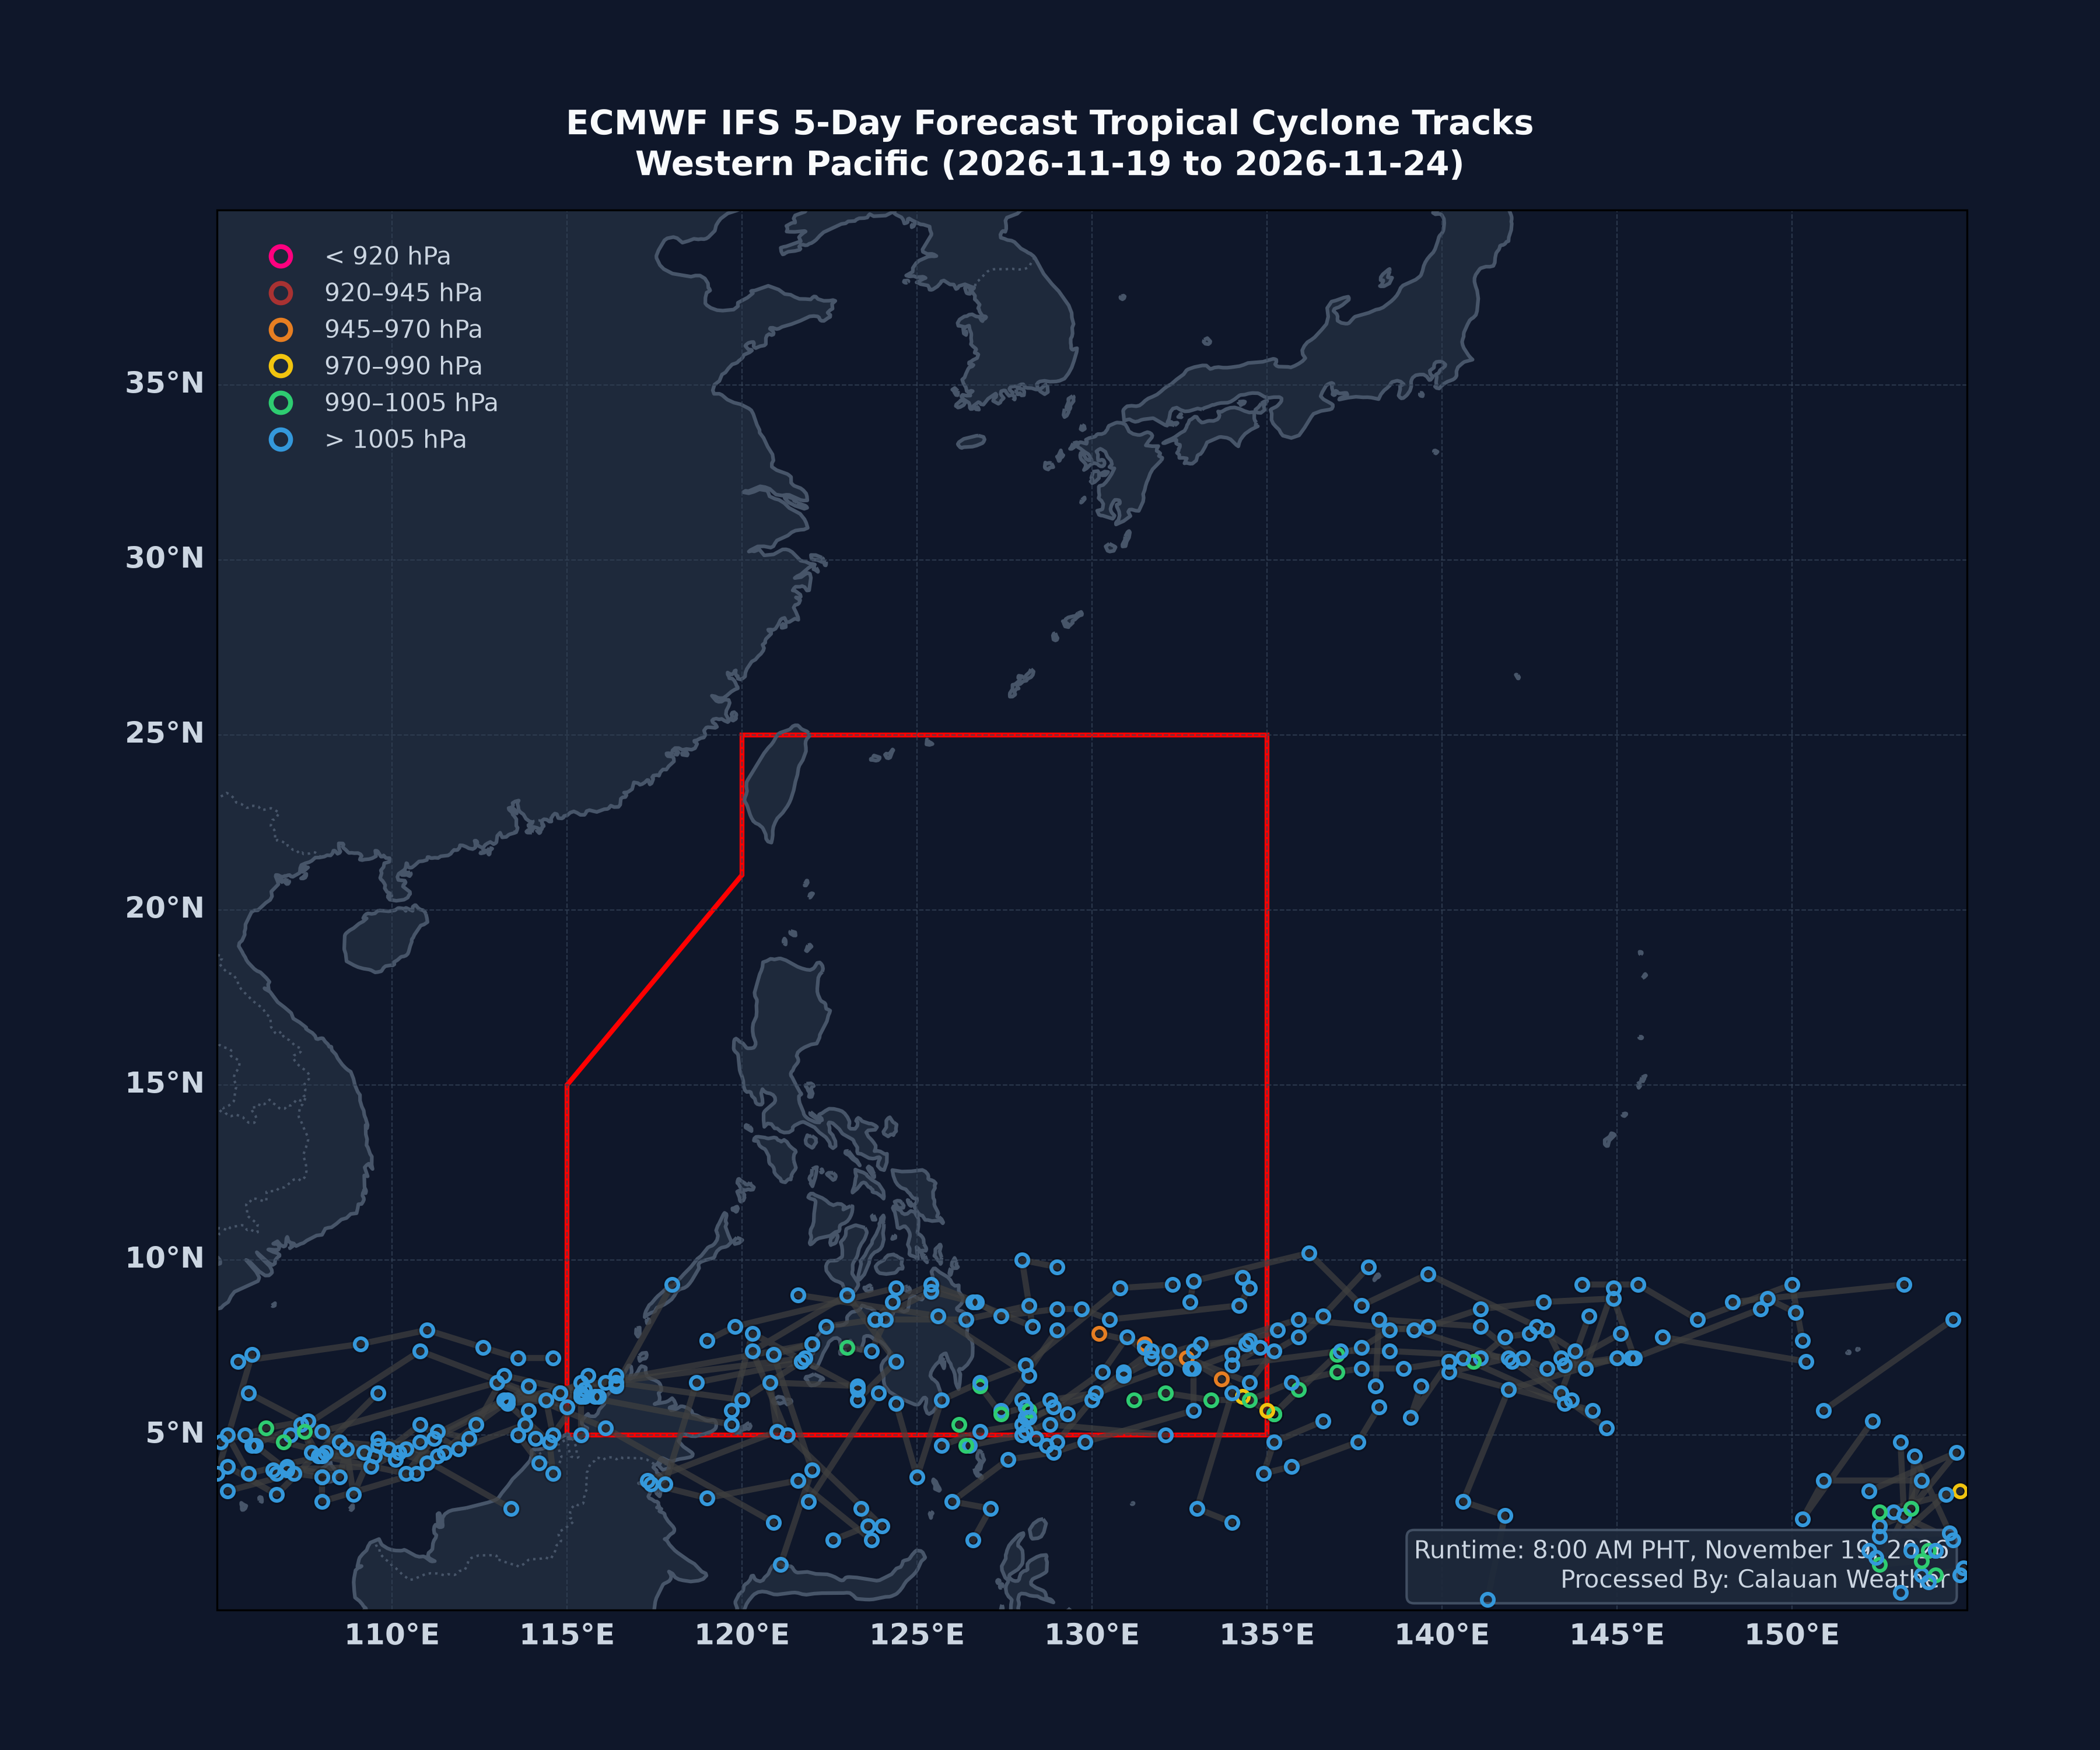 ECMWF IFS 5-Day Forecast Tropical Cyclone Tracks
Western Pacific (2026-11-19 to 2026-11-24)
< 920 hPa
920–945 hPa
945–970 hPa
970–990 hPa
990–1005 hPa
> 1005 hPa
35°N
30°N
25°N
20°N
15°N
10°N
5°N
Runtime: 8:00 AM PHT, November 19, 2026
Processed By: Calauan Weather
110°E
115°E
120°E
125°E
130°E
135°E
140°E
145°E
150°E